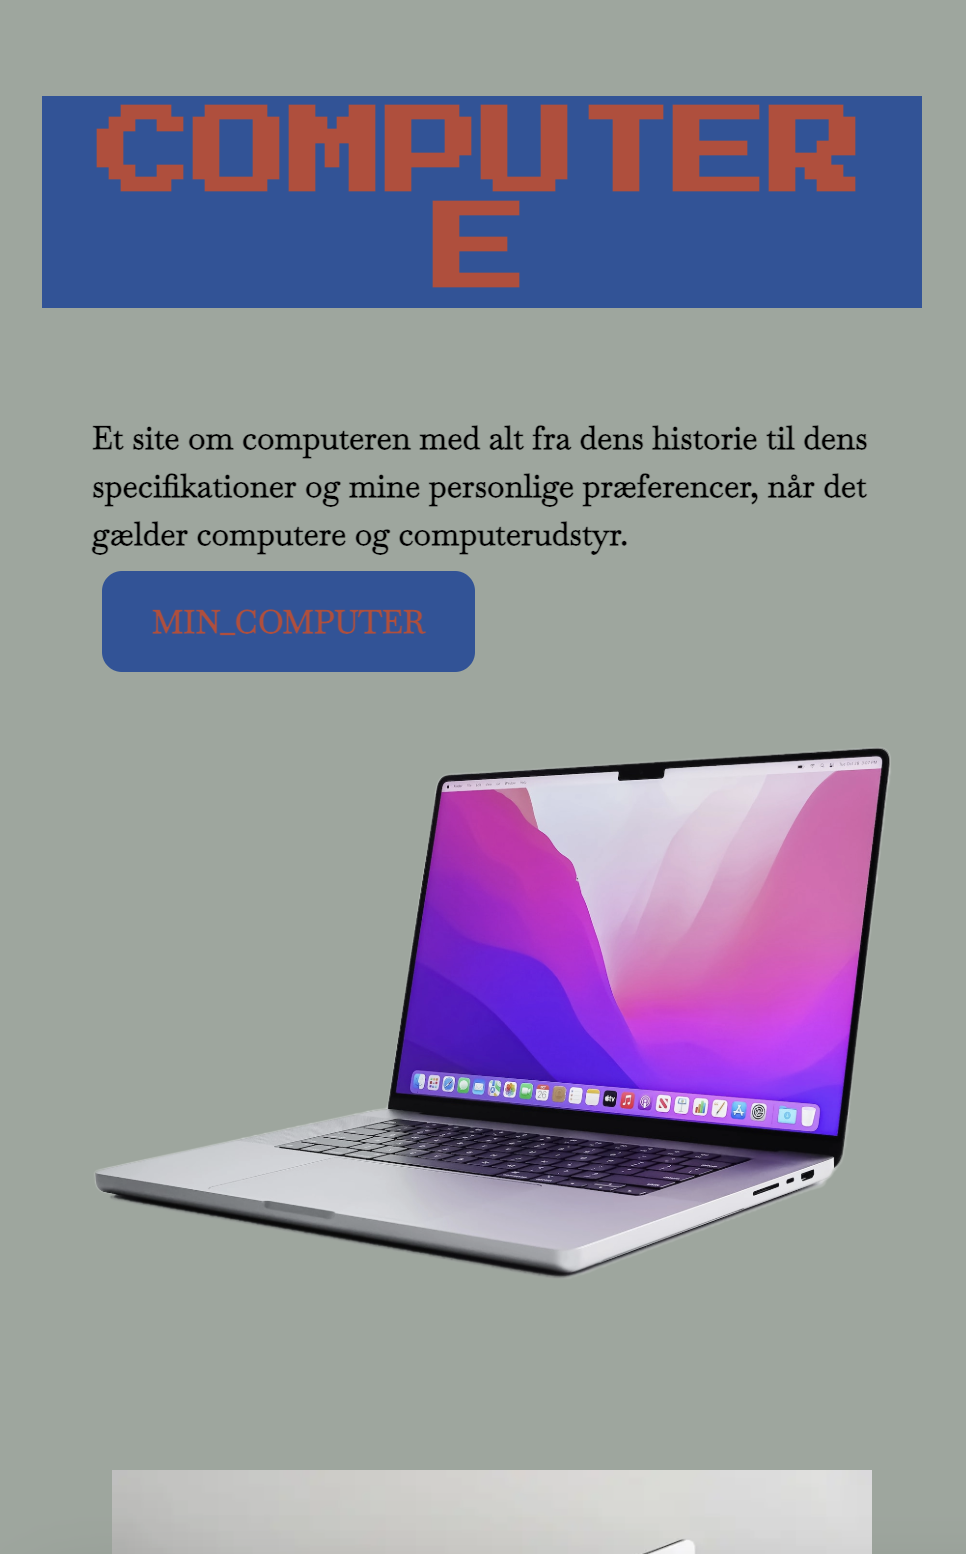 COMPUTER
E
Et site om computeren med alt fra dens historie til dens
specifikationer og mine personlige præferencer, når det
gælder computere og computerudstyr.
MIN_COMPUTER